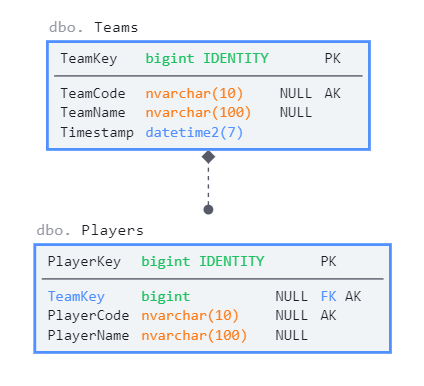 dbo. Teams
TeamKey bigint IDENTITY PK
TeamCode nvarchar(10) NULL AK
TeamName nvarchar(100) NULL
Timestamp datetime2(7)
dbo. Players
PlayerKey bigint IDENTITY PK
TeamKey bigint NULL FK AK
PlayerCode nvarchar(10) NULL AK
PlayerName nvarchar(100) NULL